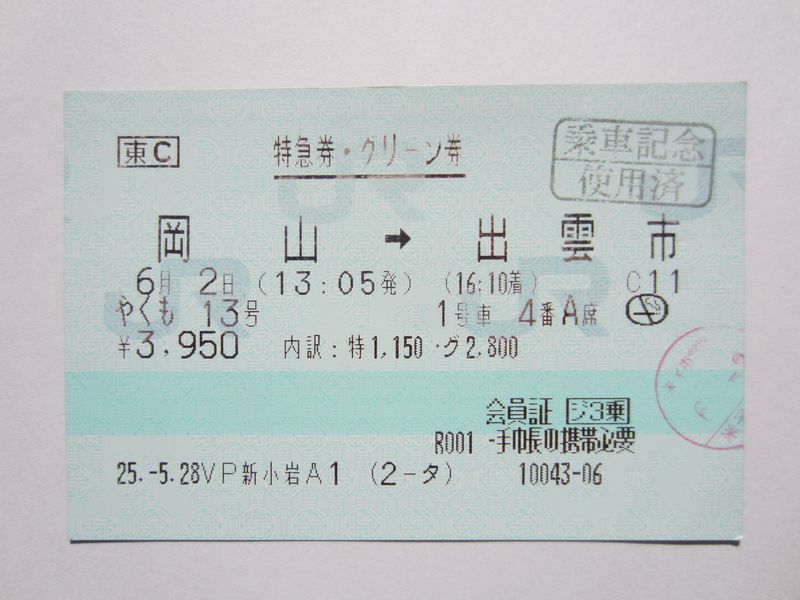 東C 特急券・グリーン券
乗車記念
使用済
岡山 → 出雲市
6月 2日 (13:05発) (16:10着) C11
やくも 13号 1号車 4番A席
¥3,950 内訳:特1,150・グ2,800
会員証 ジ3乗
R001 -手帳の携帯必要
25.-5.28VP新小岩A1 (2-タ) 10043-06